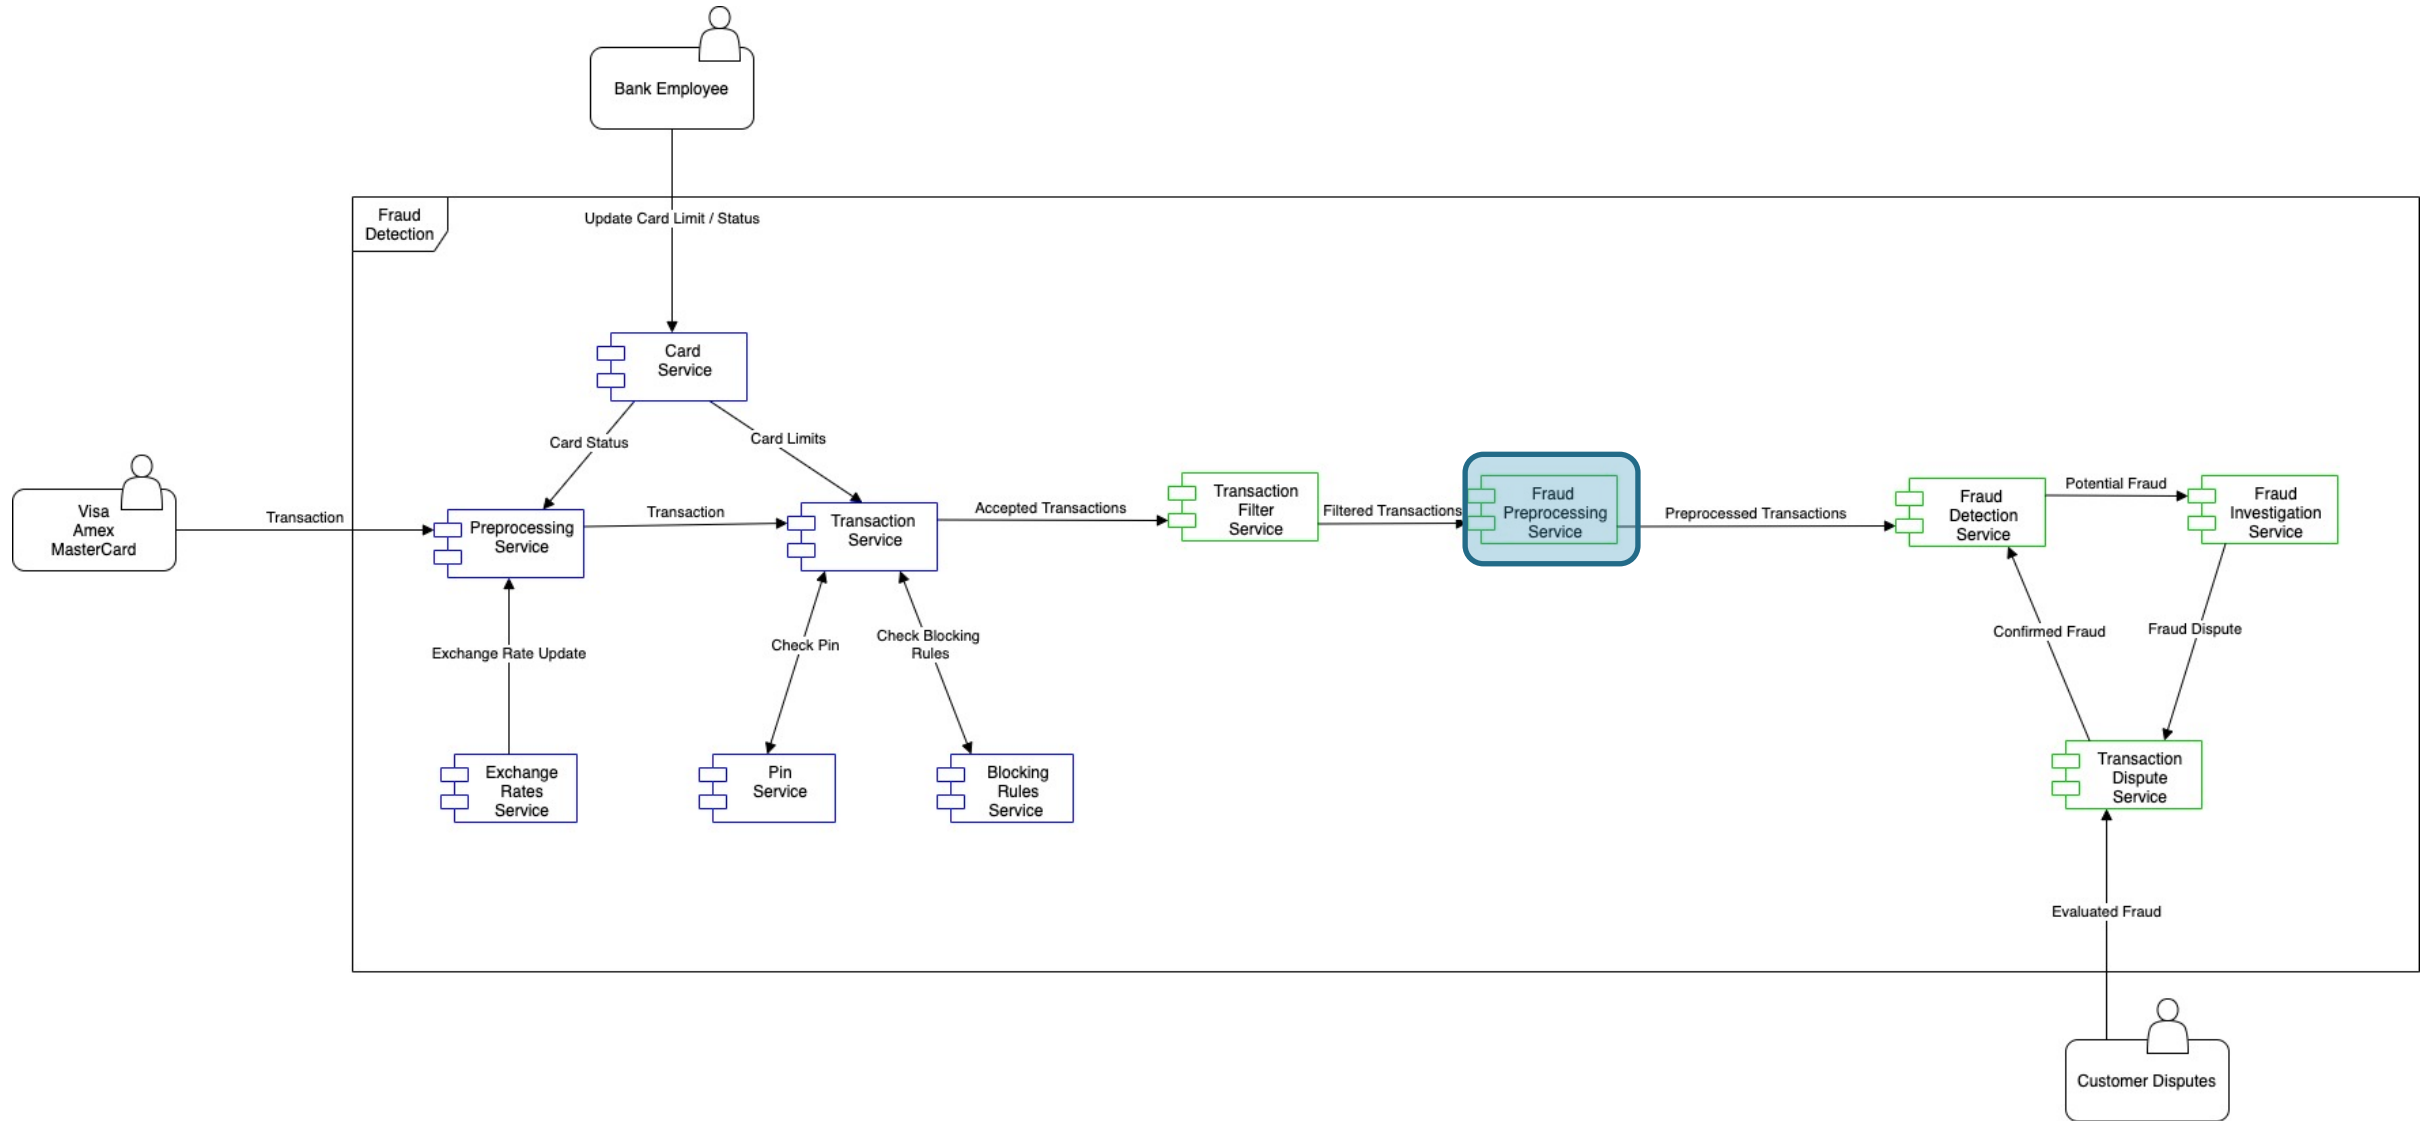 Bank Employee
Fraud
Detection
Update Card Limit / Status
Card
Service
Card Status
Card Limits
Visa
Amex
MasterCard
Transaction
Preprocessing
Service
Transaction
Transaction
Service
Accepted Transactions
Transaction
Filter
Service
Filtered Transactions
Fraud
Preprocessing
Service
Preprocessed Transactions
Fraud
Detection
Service
Potential Fraud
Fraud
Investigation
Service
Exchange Rate Update
Check Pin
Check Blocking
Rules
Confirmed Fraud
Fraud Dispute
Exchange
Rates
Service
Pin
Service
Blocking
Rules
Service
Transaction
Dispute
Service
Evaluated Fraud
Customer Disputes